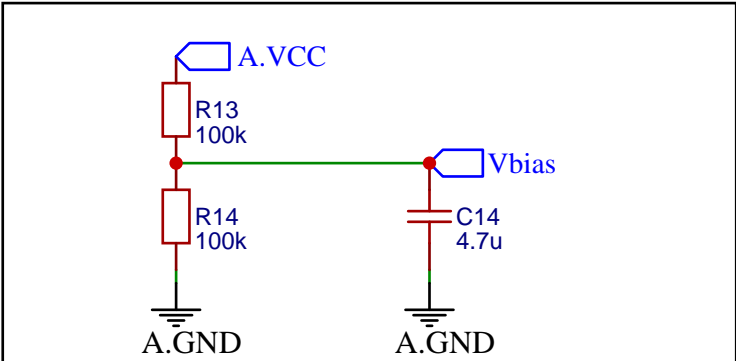 A.VCC
R13
100k
Vbias
R14
100k
C14
4.7u
A.GND
A.GND